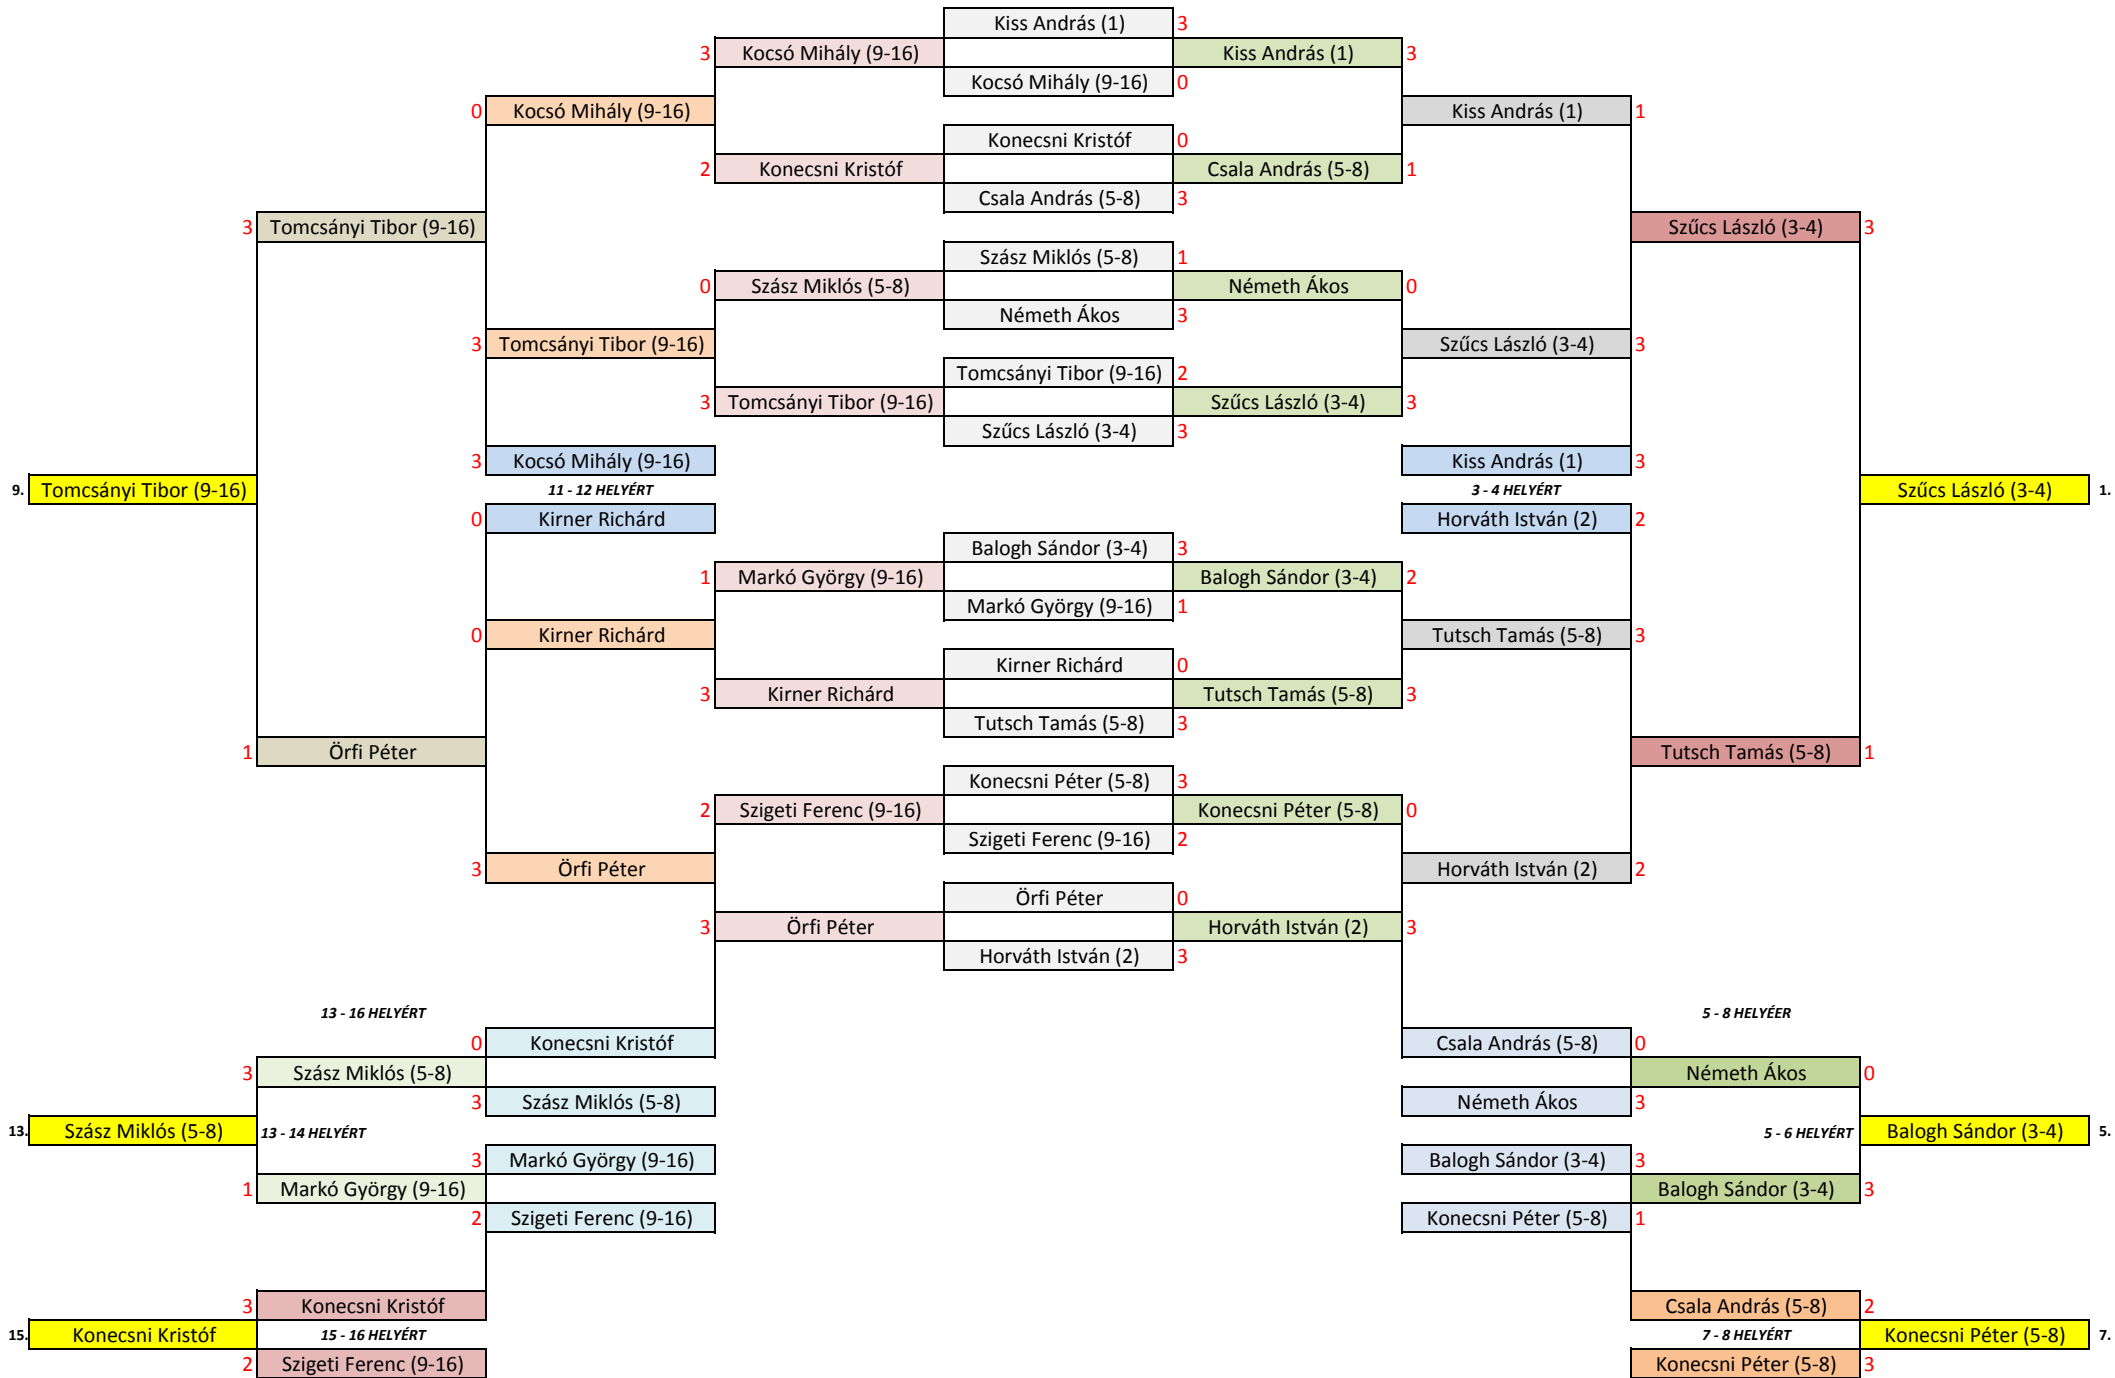 Kiss András (1) 3
3 Kocsó Mihály (9-16) Kiss András (1) 3
Kocsó Mihály (9-16) 0
0 Kocsó Mihály (9-16) Kiss András (1) 1
Konecsni Kristóf 0
2 Konecsni Kristóf Csala András (5-8) 1
Csala András (5-8) 3
3 Tomcsányi Tibor (9-16) Szűcs László (3-4) 3
Szász Miklós (5-8) 1
0 Szász Miklós (5-8) Németh Ákos 0
Németh Ákos 3
3 Tomcsányi Tibor (9-16) Szűcs László (3-4) 3
Tomcsányi Tibor (9-16) 2
3 Tomcsányi Tibor (9-16) Szűcs László (3-4) 3
Szűcs László (3-4) 3
3 Kocsó Mihály (9-16) Kiss András (1) 3
9. Tomcsányi Tibor (9-16) 11 - 12 HELYÉRT 3 - 4 HELYÉRT Szűcs László (3-4) 1.
0 Kirner Richárd Horváth István (2) 2
Balogh Sándor (3-4) 3
1 Markó György (9-16) Balogh Sándor (3-4) 2
Markó György (9-16) 1
0 Kirner Richárd Tutsch Tamás (5-8) 3
Kirner Richárd 0
3 Kirner Richárd Tutsch Tamás (5-8) 3
Tutsch Tamás (5-8) 3
1 Örfi Péter Tutsch Tamás (5-8) 1
Konecsni Péter (5-8) 3
2 Szigeti Ferenc (9-16) Konecsni Péter (5-8) 0
Szigeti Ferenc (9-16) 2
3 Örfi Péter Horváth István (2) 2
Örfi Péter 0
3 Örfi Péter Horváth István (2) 3
Horváth István (2) 3
13 - 16 HELYÉRT 5 - 8 HELYÉER
0 Konecsni Kristóf Csala András (5-8) 0
3 Szász Miklós (5-8) Németh Ákos 0
3 Szász Miklós (5-8) Németh Ákos 3
13. Szász Miklós (5-8) 13 - 14 HELYÉRT 5 - 6 HELYÉRT Balogh Sándor (3-4) 5.
3 Markó György (9-16) Balogh Sándor (3-4) 3
1 Markó György (9-16) Balogh Sándor (3-4) 3
2 Szigeti Ferenc (9-16) Konecsni Péter (5-8) 1
3 Konecsni Kristóf Csala András (5-8) 2
15. Konecsni Kristóf 15 - 16 HELYÉRT 7 - 8 HELYÉRT Konecsni Péter (5-8) 7.
2 Szigeti Ferenc (9-16) Konecsni Péter (5-8) 3